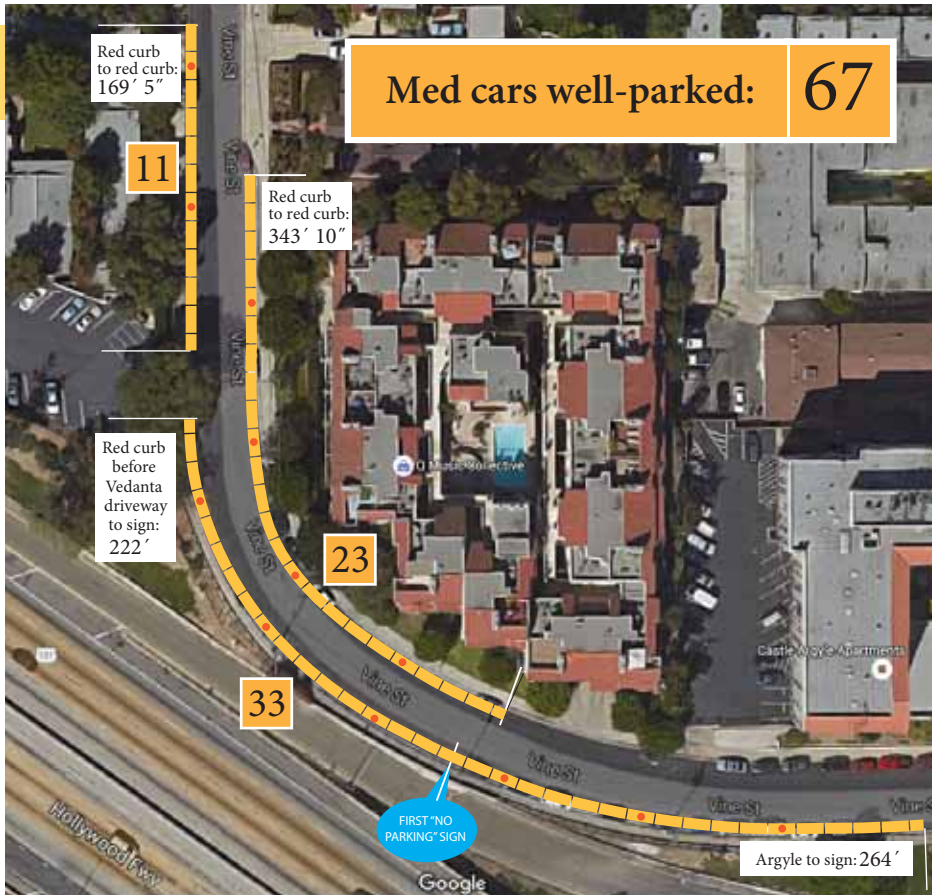 Vine St
Red curb
to red curb:
169´ 5˝
Med cars well-parked: 67
11
Vine St
Red curb
to red curb:
343´ 10˝
Vine St
Red curb
before
Vedanta
driveway
to sign:
222´
O Music Collective
Vine St
23
101
Castle Argyle Apartments
33
Vine St
Vine St
Vine St
Vine S
FIRST “NO
PARKING” SIGN
Hollywood Fwy
Argyle to sign: 264´
Google